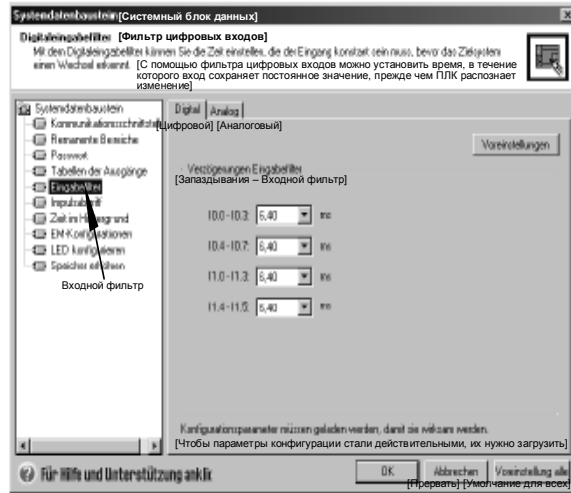 Systemdatenbaustein [Системный блок данных]
Digitaleingabefilter [Фильтр цифровых входов]
Mit dem Digitaleingabefilter können Sie die Zeit einstellen, die der Eingang konstant sein muss, bevor das Zielsystem
einen Wechsel erkennt. [С помощью фильтра цифровых входов можно установить время, в течение
которого вход сохраняет постоянное значение, прежде чем ПЛК распознает
изменение]
Systemdatenbaustein
Kommunikationsschnittstellen
Remanente Bereiche
Passwort
Tabellen der Ausgänge
Eingabefilter
Impulsabgriff
Zeit im Hintergrund
EM-Konfigurationen
LED konfigurieren
Speicher erhöhen
Входной фильтр
Digital Analog
[Цифровой] [Аналоговый]
Voreinstellungen
Verzögerungen Eingabefilter
[Запаздывания – Входной фильтр]
I0.0 - I0.3: 6,40 ms
I0.4 - I0.7: 6,40 ms
I1.0 - I1.3: 6,40 ms
I1.4 - I1.5: 6,40 ms
Konfigurationsparameter müssen geladen werden, damit sie wirksam werden.
[Чтобы параметры конфигурации стали действительными, их нужно загрузить]
Für Hilfe und Unterstützung anklik
OK Abbrechen Voreinstellung alle
[Прервать] [Умолчание для всех]